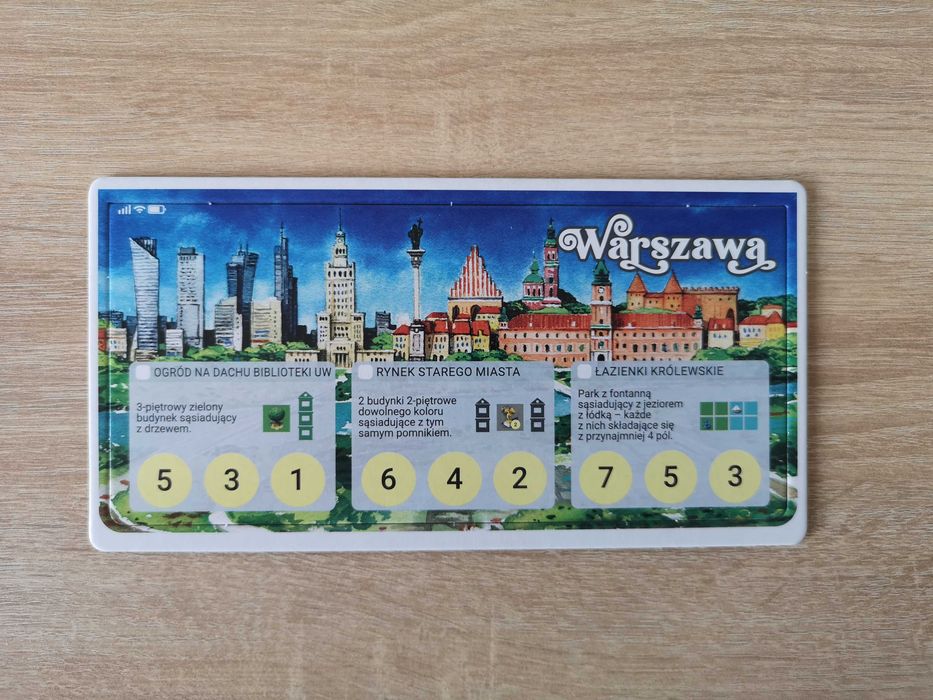 Warszawa
OGRÓD NA DACHU BIBLIOTEKI UW
3-piętrowy zielony
budynek sąsiadujący
z drzewem.
5 3 1
RYNEK STAREGO MIASTA
2 budynki 2-piętrowe
dowolnego koloru
sąsiadujące z tym
samym pomnikiem.
2
6 4 2
ŁAZIENKI KRÓLEWSKIE
Park z fontanną
sąsiadujący z jeziorem
z łódką – każde
z nich składające się
z przynajmniej 4 pól.
7 5 3